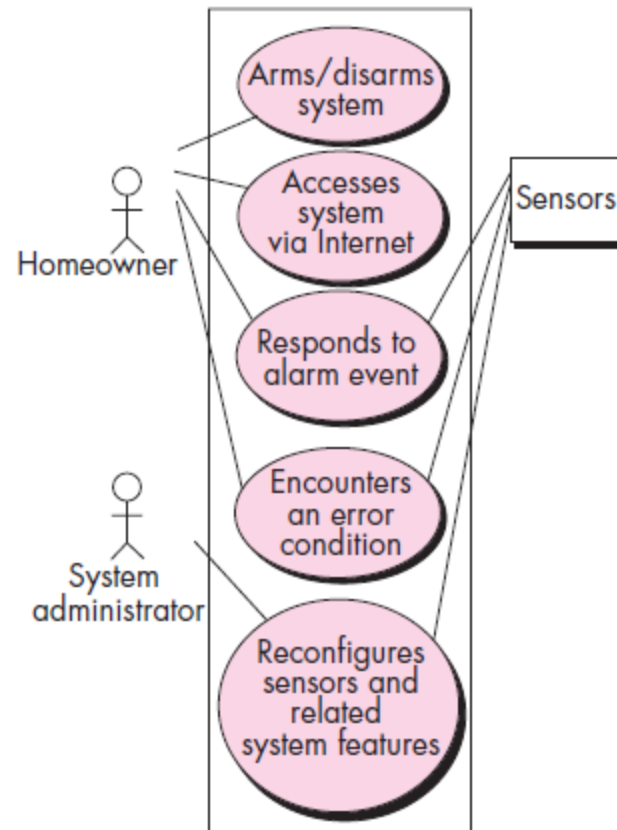 Arms/disarms
system
Accesses
system
via Internet
Sensors
Homeowner
Responds to
alarm event
Encounters
an error
condition
System
administrator
Reconfigures
sensors and
related
system features